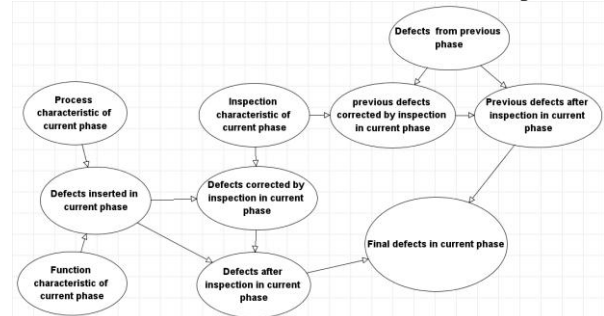 Defects from previous
phase
Process
characteristic of
current phase
Inspection
characteristic of
current phase
previous defects
corrected by inspection
in current phase
Previous defects after
inspection in current
phase
Defects inserted in
current phase
Defects corrected by
inspection in current
phase
Final defects in current phase
Function
characteristic of
current phase
Defects after
inspection in current
phase